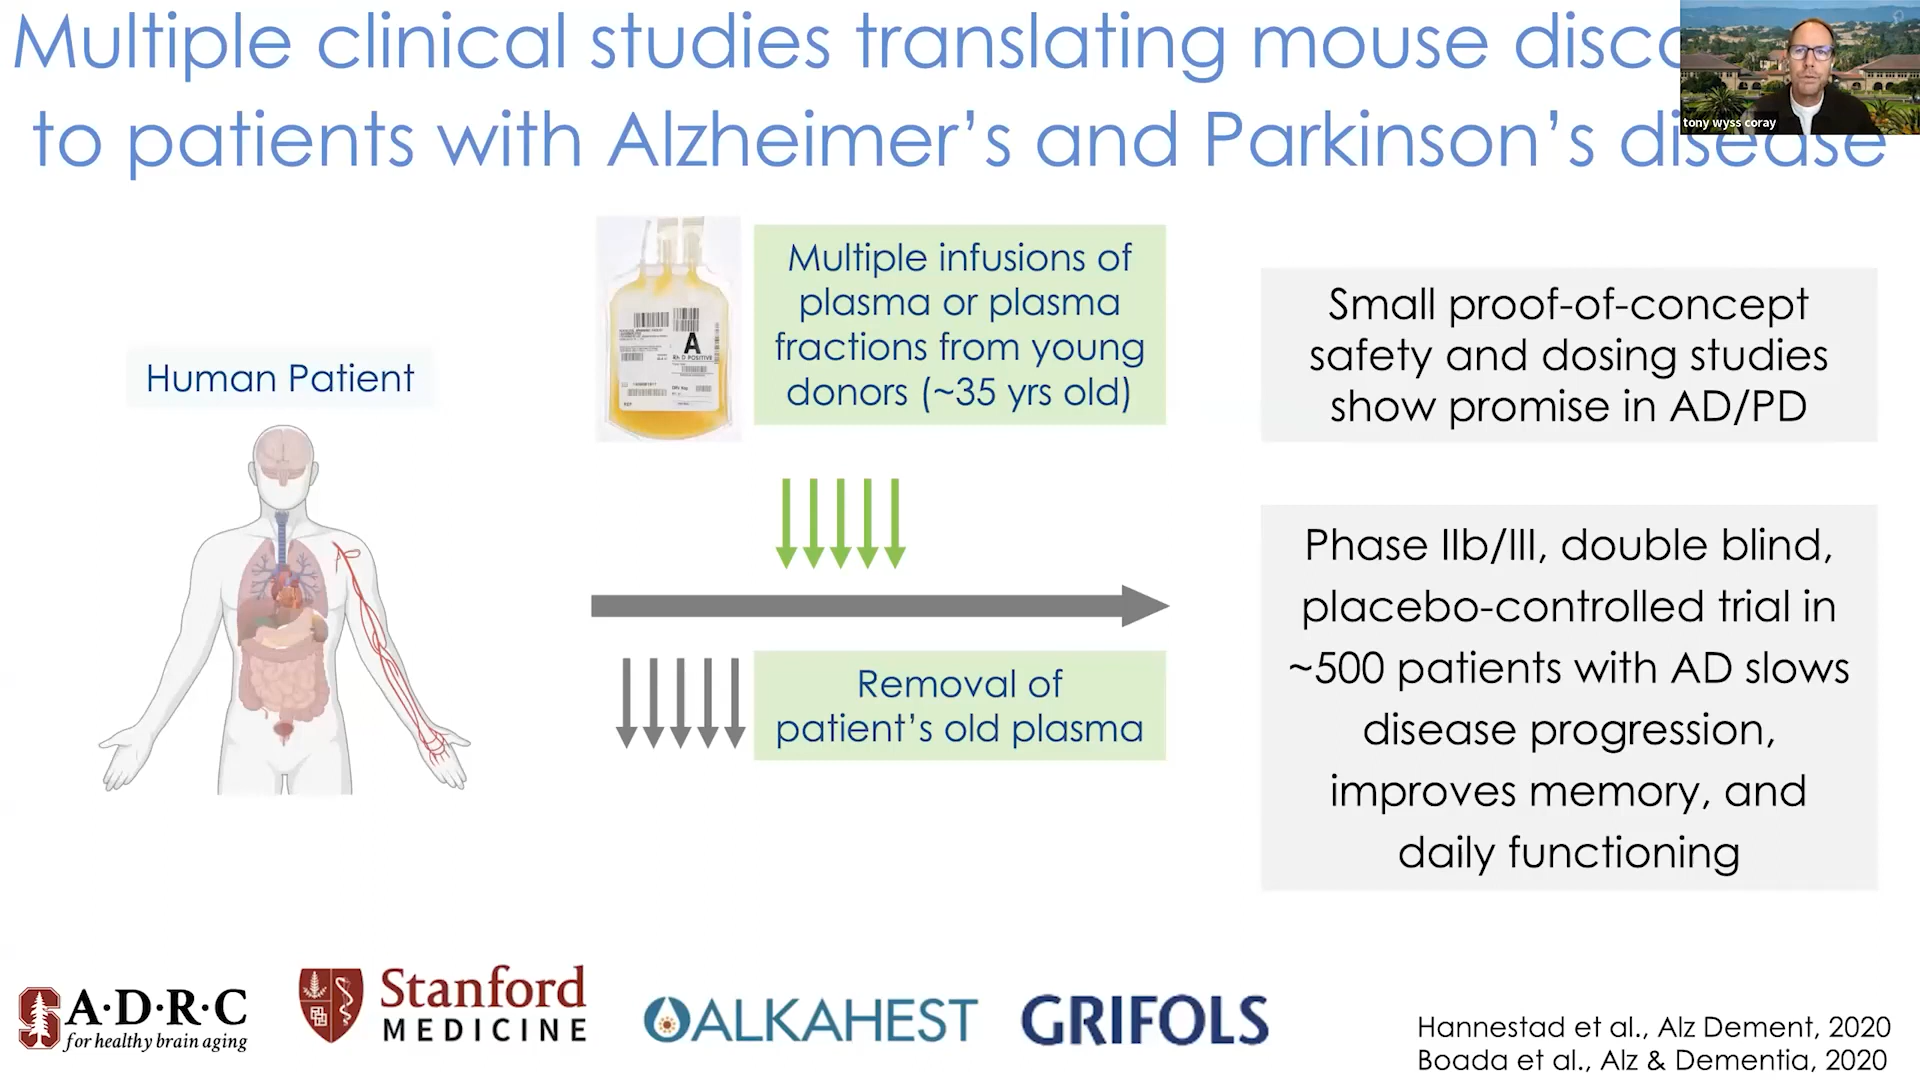 Multiple clinical studies translating mouse disco
to patients with Alzheimer's and Parkinson's disease
tony wyss coray
Human Patient
A
Rh D POSITIVE
Multiple infusions of
plasma or plasma
fractions from young
donors (~35 yrs old)
Removal of
patient's old plasma
Small proof-of-concept
safety and dosing studies
show promise in AD/PD
Phase IIb/III, double blind,
placebo-controlled trial in
~500 patients with AD slows
disease progression,
improves memory, and
daily functioning
A·D·R·C
for healthy brain aging
Stanford
MEDICINE
ALKAHEST
GRIFOLS
Hannestad et al., Alz Dement, 2020
Boada et al., Alz & Dementia, 2020